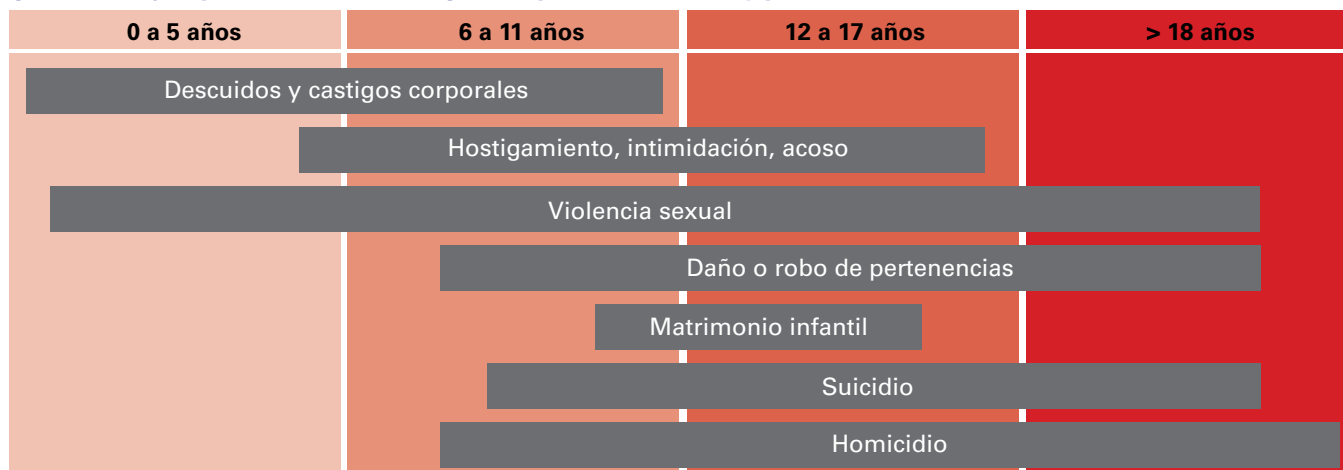 0 a 5 años
6 a 11 años
12 a 17 años
> 18 años
Descuidos y castigos corporales
Hostigamiento, intimidación, acoso
Violencia sexual
Daño o robo de pertenencias
Matrimonio infantil
Suicidio
Homicidio